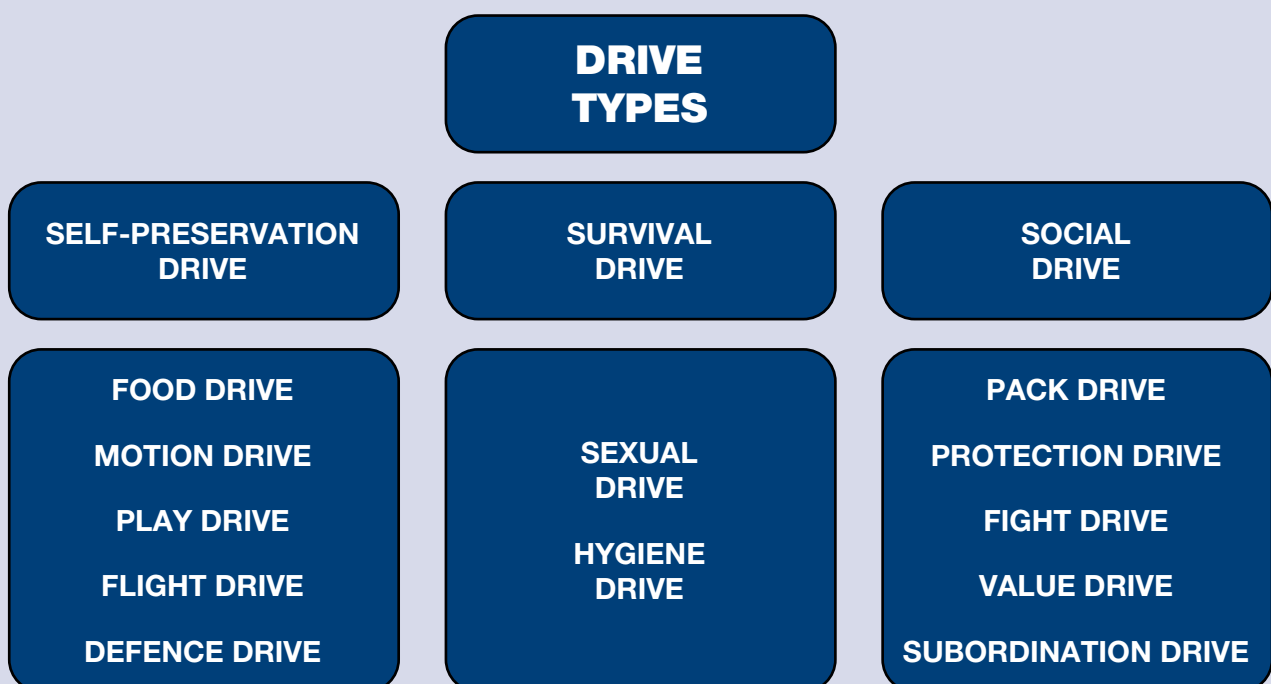 DRIVE
TYPES
SELF-PRESERVATION
DRIVE
SURVIVAL
DRIVE
SOCIAL
DRIVE
FOOD DRIVE
MOTION DRIVE
PLAY DRIVE
FLIGHT DRIVE
DEFENCE DRIVE
SEXUAL
DRIVE
HYGIENE
DRIVE
PACK DRIVE
PROTECTION DRIVE
FIGHT DRIVE
VALUE DRIVE
SUBORDINATION DRIVE